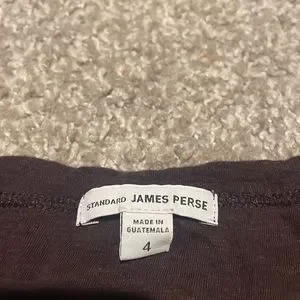 STANDARD JAMES PERSE
MADE IN
GUATEMALA
4